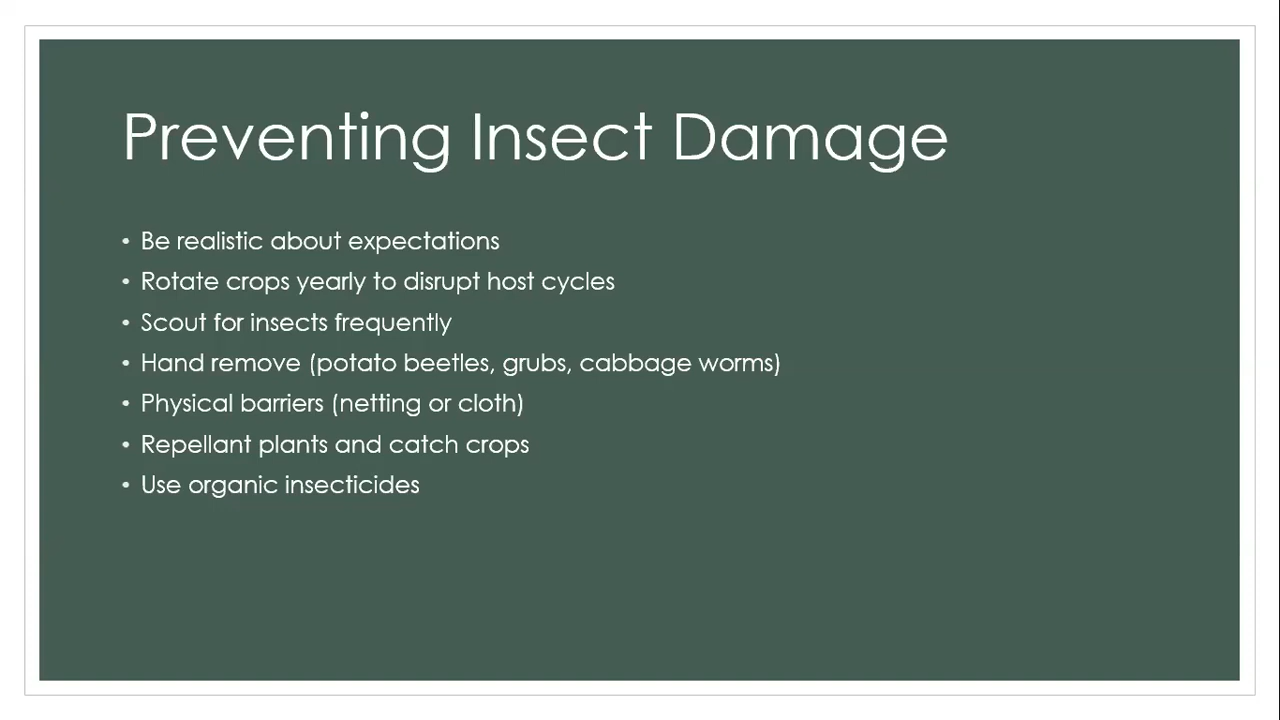 Preventing Insect Damage
• Be realistic about expectations
• Rotate crops yearly to disrupt host cycles
• Scout for insects frequently
• Hand remove (potato beetles, grubs, cabbage worms)
• Physical barriers (netting or cloth)
• Repellant plants and catch crops
• Use organic insecticides